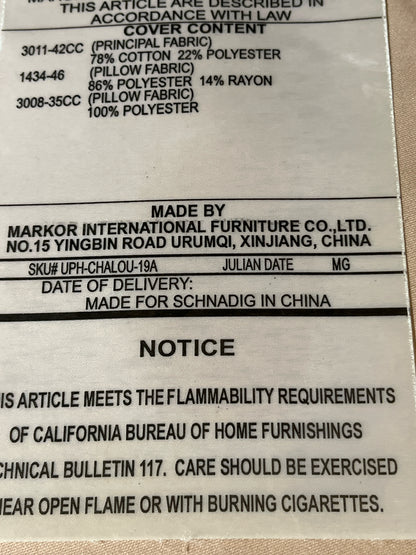 THIS ARTICLE ARE DESCRIBED IN
ACCORDANCE WITH LAW
COVER CONTENT
3011-42CC (PRINCIPAL FABRIC)
78% COTTON 22% POLYESTER
1434-46 (PILLOW FABRIC)
86% POLYESTER 14% RAYON
3008-35CC (PILLOW FABRIC)
100% POLYESTER
MADE BY
MARKOR INTERNATIONAL FURNITURE CO.,LTD.
NO.15 YINGBIN ROAD URUMQI, XINJIANG, CHINA
SKU# UPH-CHALOU-19A JULIAN DATE MG
DATE OF DELIVERY:
MADE FOR SCHNADIG IN CHINA
NOTICE
IS ARTICLE MEETS THE FLAMMABILITY REQUIREMENTS
OF CALIFORNIA BUREAU OF HOME FURNISHINGS
CHNICAL BULLETIN 117. CARE SHOULD BE EXERCISED
NEAR OPEN FLAME OR WITH BURNING CIGARETTES.